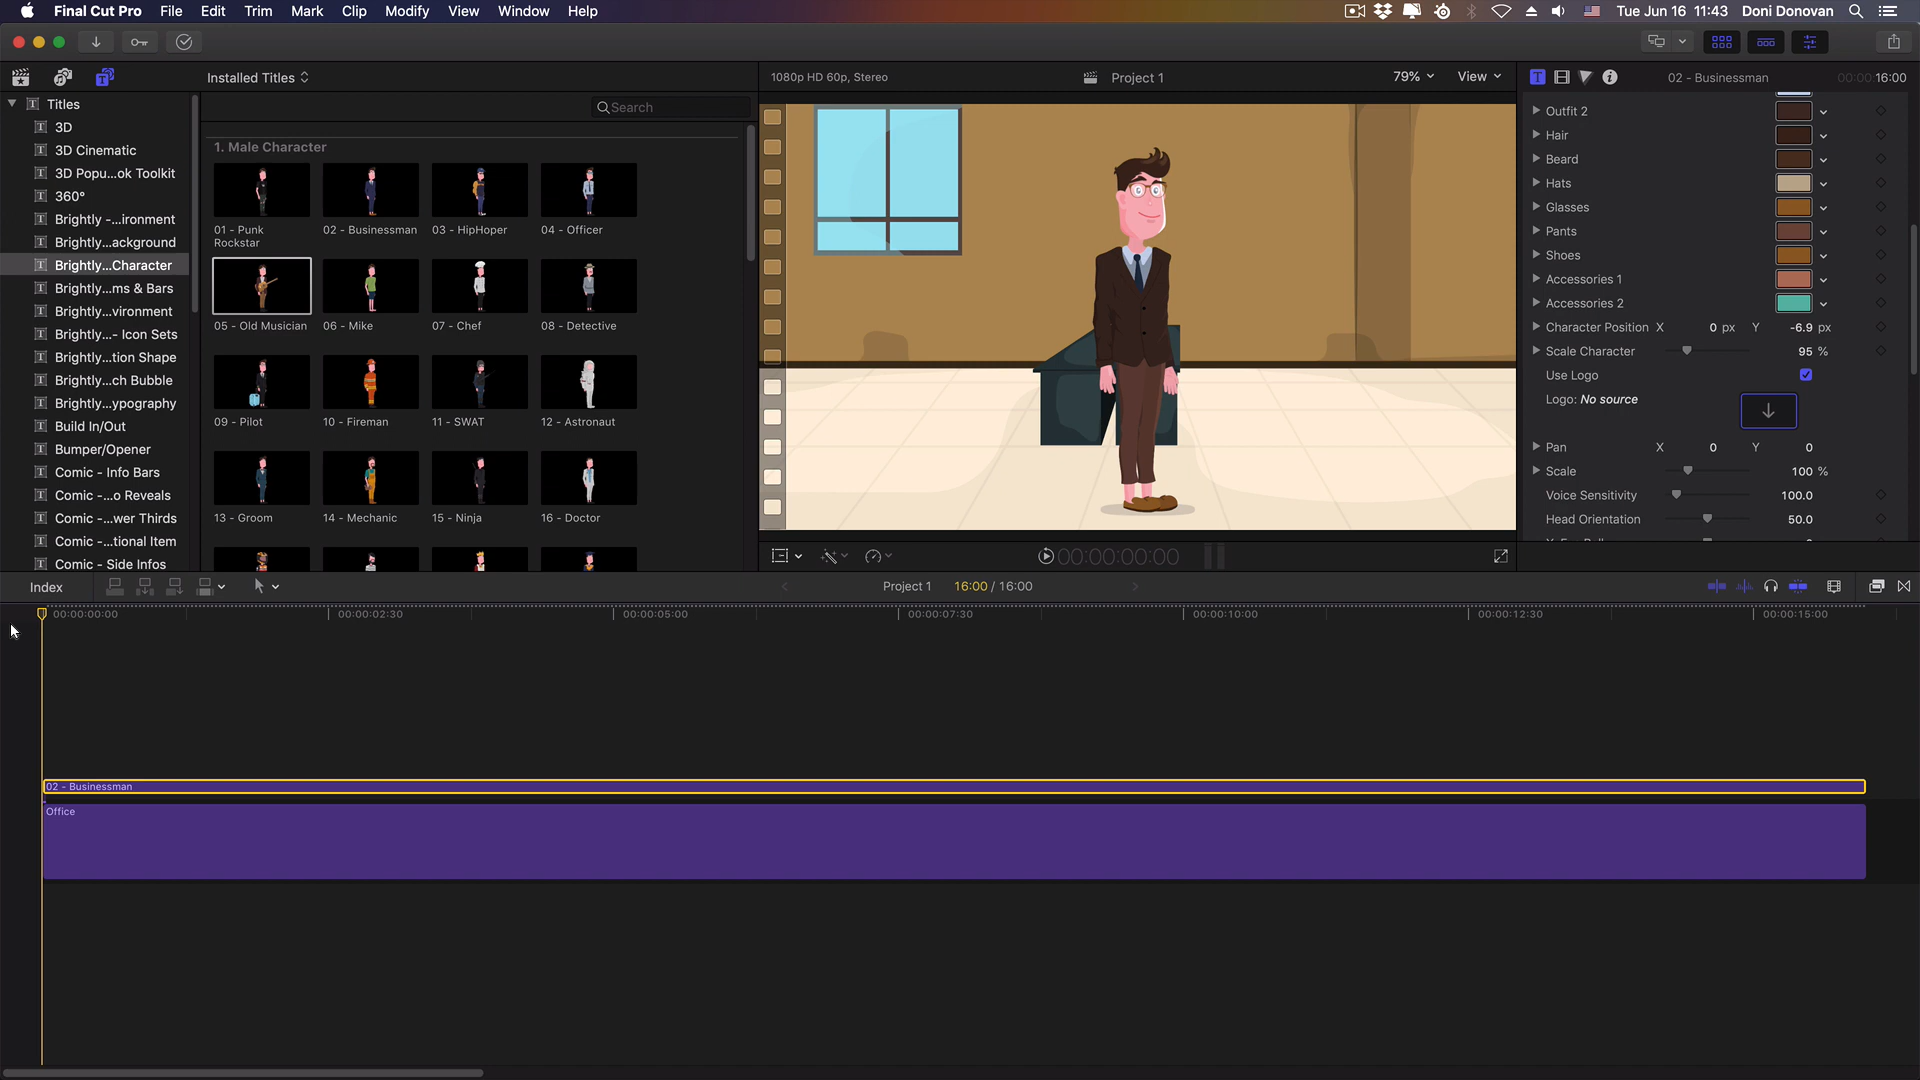 Final Cut Pro File Edit Trim Mark Clip Modify View Window Help Tue Jun 16 11:43 Doni Donovan
Installed Titles
1080p HD 60p, Stereo Project 1 79% View
02 - Businessman 00:00:16:00
Titles
3D
3D Cinematic
3D Popu...ok Toolkit
360°
Brightly -...ironment
Brightly...ackground
Brightly...Character
Brightly...ms & Bars
Brightly...vironment
Brightly...- Icon Sets
Brightly...tion Shape
Brightly...ch Bubble
Brightly...ypography
Build In/Out
Bumper/Opener
Comic - Info Bars
Comic -...o Reveals
Comic -...wer Thirds
Comic -...tional Item
Comic - Side Infos
Search
1. Male Character
01 - Punk Rockstar
02 - Businessman
03 - HipHoper
04 - Officer
05 - Old Musician
06 - Mike
07 - Chef
08 - Detective
09 - Pilot
10 - Fireman
11 - SWAT
12 - Astronaut
13 - Groom
14 - Mechanic
15 - Ninja
16 - Doctor
00:00:00:00
Outfit 2
Hair
Beard
Hats
Glasses
Pants
Shoes
Accessories 1
Accessories 2
Character Position X 0 px Y -6.9 px
Scale Character 95 %
Use Logo
Logo: No source
Pan X 0 Y 0
Scale 100 %
Voice Sensitivity 100.0
Head Orientation 50.0
Index
Project 1 16:00 / 16:00
00:00:00:00 00:00:02:30 00:00:05:00 00:00:07:30 00:00:10:00 00:00:12:30 00:00:15:00
02 - Businessman
Office